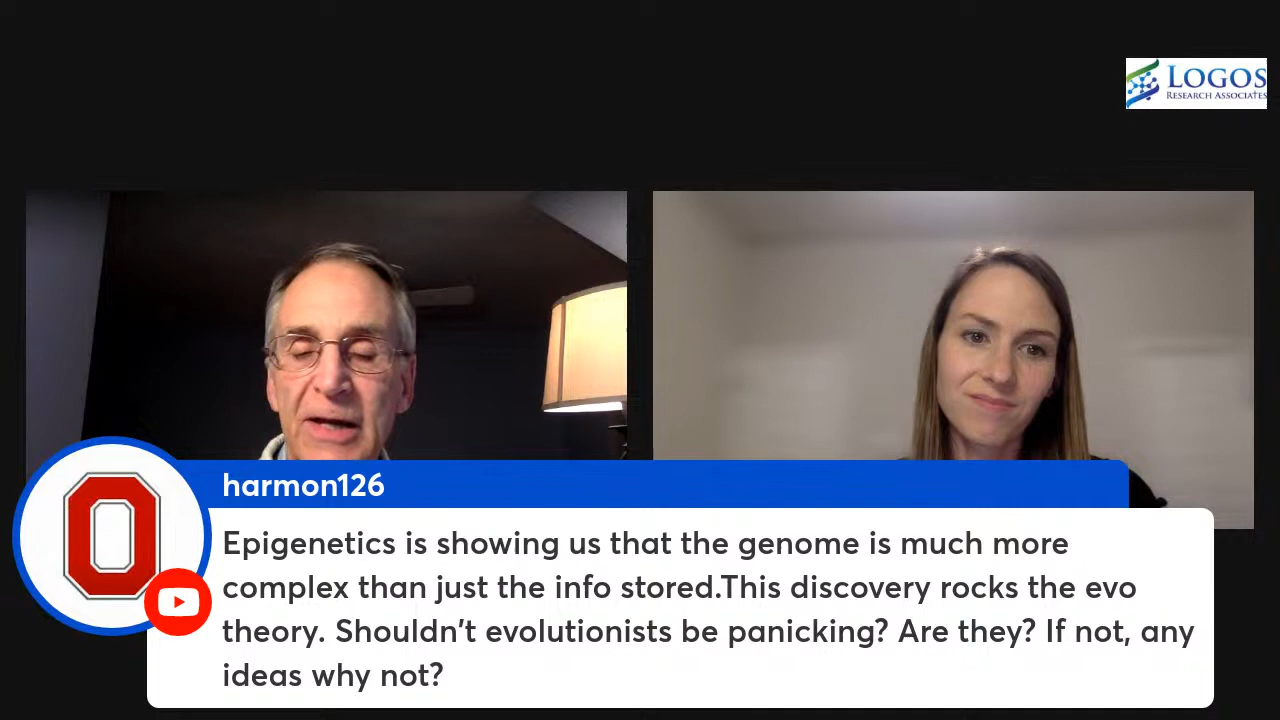 LOGOS
RESEARCH ASSOCIATES
harmon126
Epigenetics is showing us that the genome is much more
complex than just the info stored.This discovery rocks the evo
theory. Shouldn't evolutionists be panicking? Are they? If not, any
ideas why not?
O